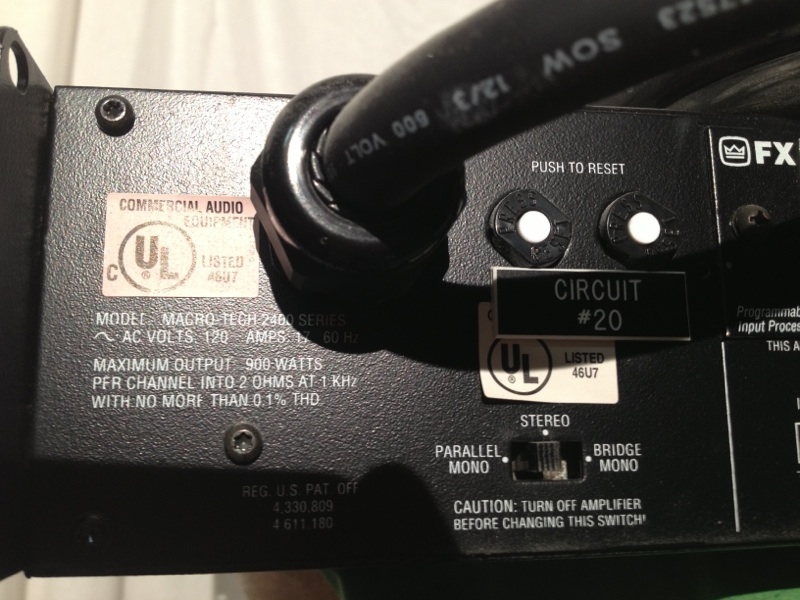 47523
SOW
12/3
600 VOLT
PUSH TO RESET
FX
COMMERCIAL AUDIO
EQUIPMENT
C UL ® LISTED
46U7
CIRCUIT
#20
MODEL: MACRO-TECH 2400 SERIES
AC VOLTS: 120 AMPS: 17 60 Hz
MAXIMUM OUTPUT: 900 WATTS
PER CHANNEL INTO 2 OHMS AT 1 KHz
WITH NO MORE THAN 0.1% THD.
UL ® LISTED
46U7
Input Process
THIS A
STEREO
PARALLEL
MONO
BRIDGE
MONO
CAUTION: TURN OFF AMPLIFIER
BEFORE CHANGING THIS SWITCH!
REG. U.S. PAT. OFF.
4,330,809
4,611,180